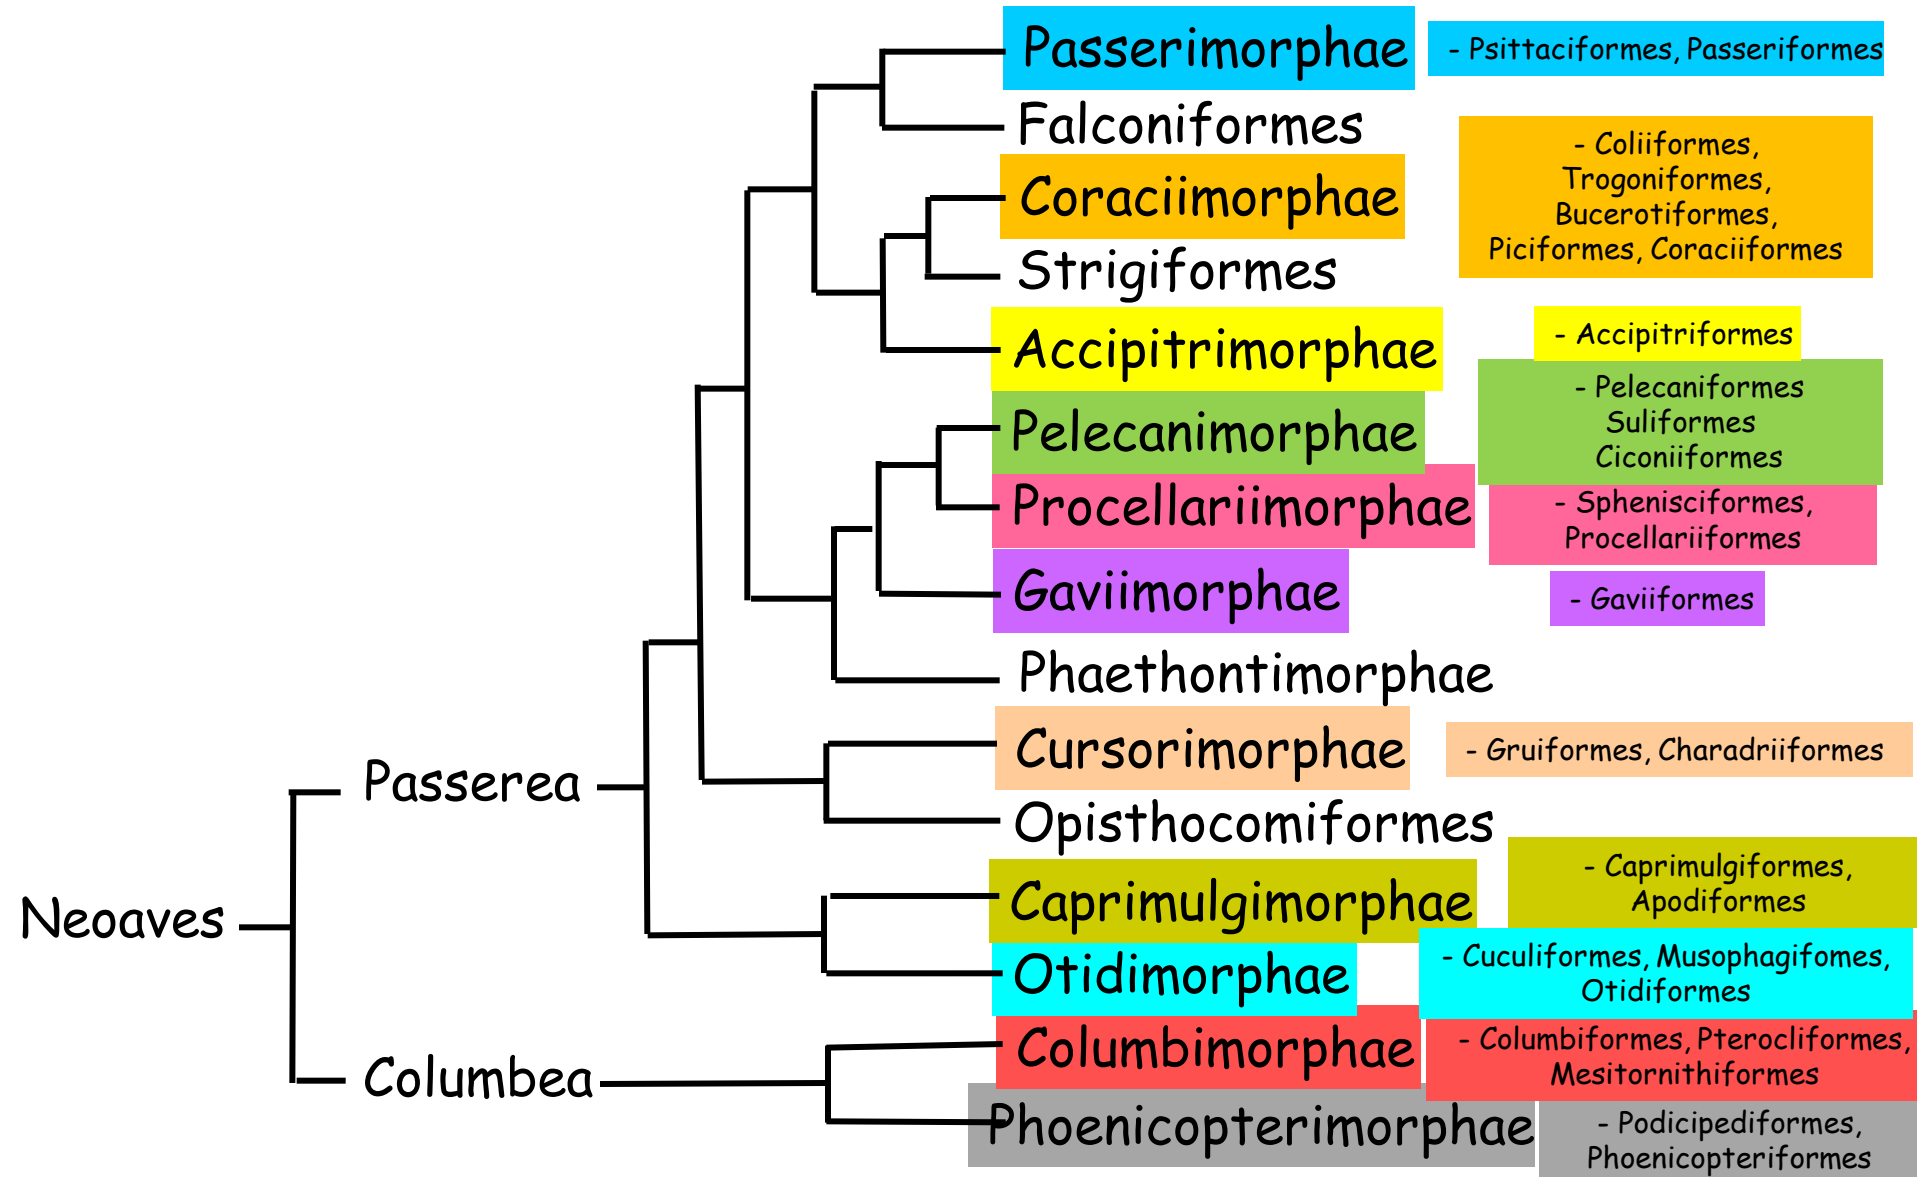 Passerimorphae
- Psittaciformes, Passeriformes
Falconiformes
Coraciimorphae
- Coliiformes,
Trogoniformes,
Bucerotiformes,
Piciformes, Coraciiformes
Strigiformes
Accipitrimorphae
- Accipitriformes
Pelecanimorphae
- Pelecaniformes
Suliformes
Ciconiiformes
Procellariimorphae
- Sphenisciformes,
Procellariiformes
Gaviimorphae
- Gaviiformes
Phaethontimorphae
Cursorimorphae
- Gruiformes, Charadriiformes
Passerea
Opisthocomiformes
Caprimulgimorphae
- Caprimulgiformes,
Apodiformes
Neoaves
Otidimorphae
- Cuculiformes, Musophagifomes,
Otidiformes
Columbea
Columbimorphae
- Columbiformes, Pterocliformes,
Mesitornithiformes
Phoenicopterimorphae
- Podicipediformes,
Phoenicopteriformes